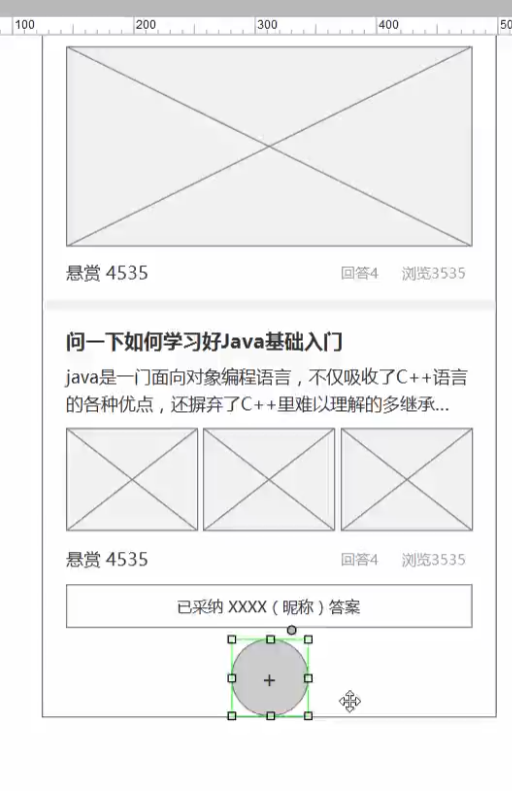 100 200 300 400 50
悬赏 4535 回答4 浏览3535
问一下如何学习好Java基础入门
java是一门面向对象编程语言，不仅吸收了C++语言
的各种优点，还摒弃了C++里难以理解的多继承...
悬赏 4535 回答4 浏览3535
已采纳 XXXX（昵称）答案
+